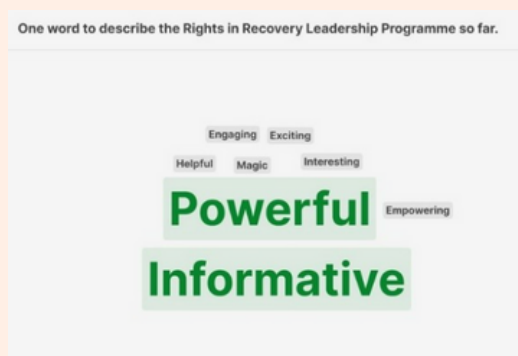 One word to describe the Rights in Recovery Leadership Programme so far.
Engaging Exciting
Helpful Magic Interesting
Powerful Empowering
Informative